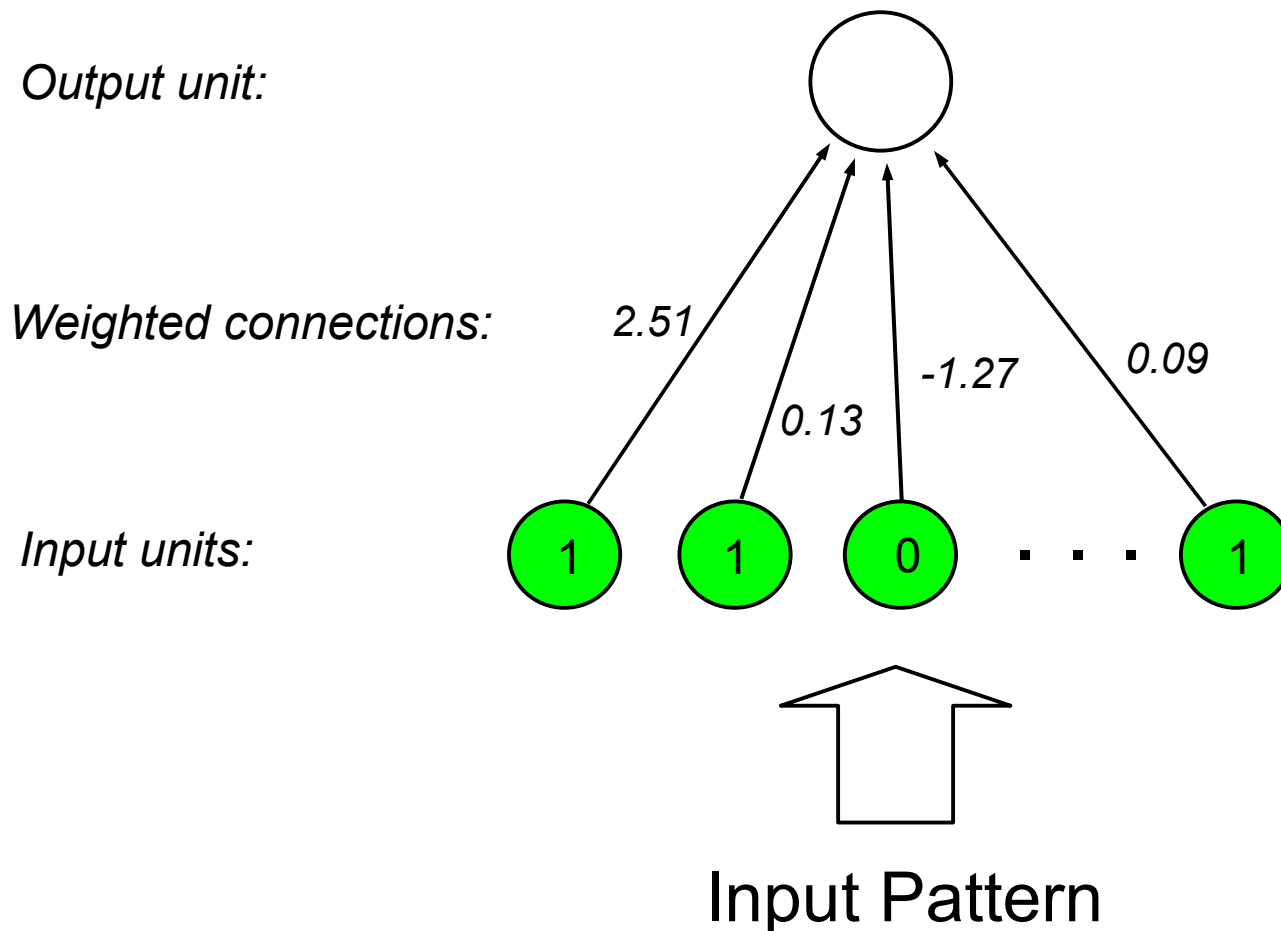 Output unit:
Weighted connections:
2.51
0.13
-1.27
0.09
Input units:
1
1
0
. . .
1
Input Pattern